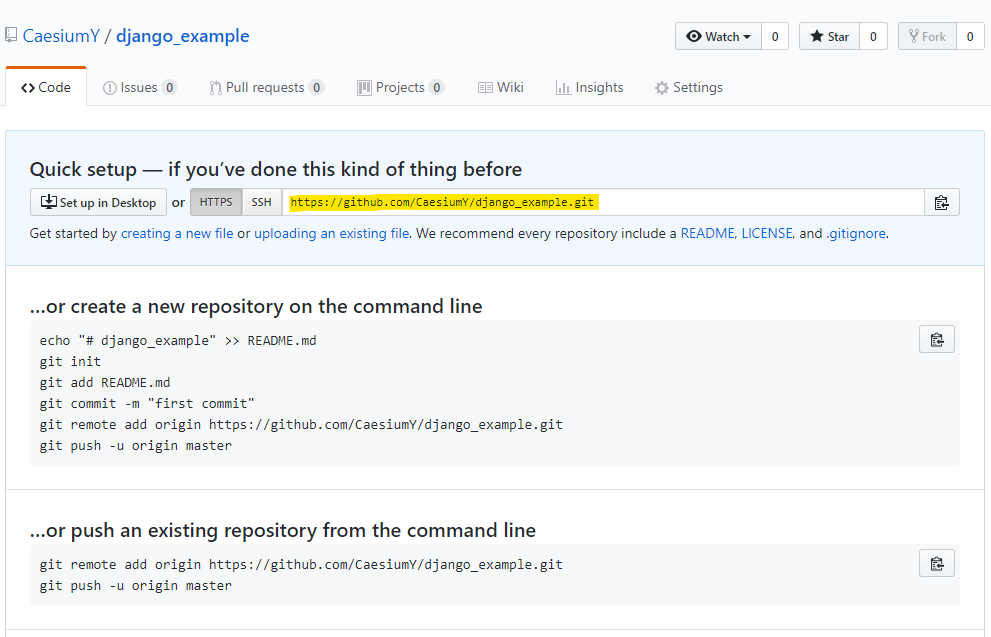 CaesiumY / django_example
Watch 0 Star 0 Fork 0
Code Issues 0 Pull requests 0 Projects 0 Wiki Insights Settings
Quick setup — if you’ve done this kind of thing before
Set up in Desktop or HTTPS SSH https://github.com/CaesiumY/django_example.git
Get started by creating a new file or uploading an existing file. We recommend every repository include a README, LICENSE, and .gitignore.
…or create a new repository on the command line
echo "# django_example" >> README.md
git init
git add README.md
git commit -m "first commit"
git remote add origin https://github.com/CaesiumY/django_example.git
git push -u origin master
…or push an existing repository from the command line
git remote add origin https://github.com/CaesiumY/django_example.git
git push -u origin master